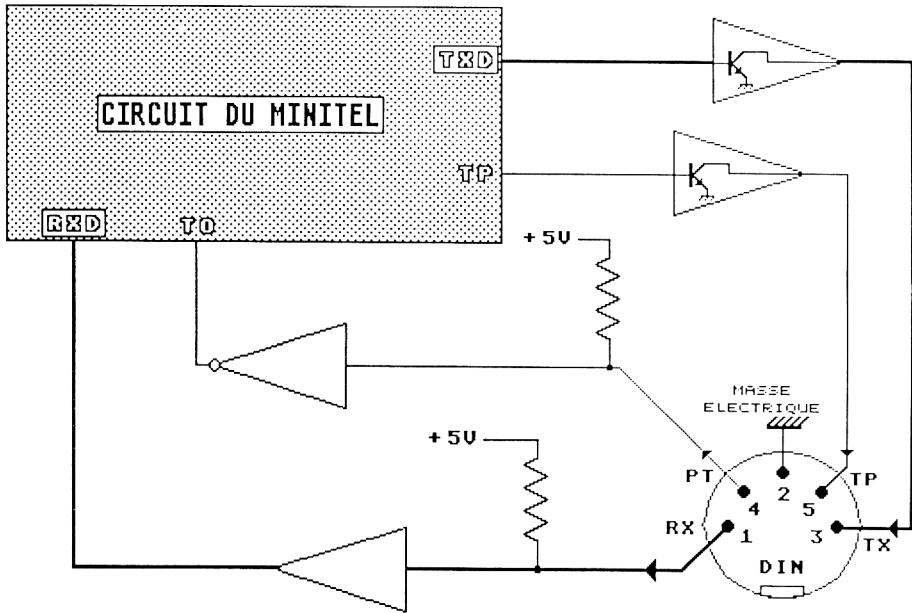 TXD
CIRCUIT DU MINITEL
TP
RXD
TO
+5V
+5V
MASSE
ELECTRIQUE
PT
TP
2
4
5
RX
1
3
TX
DIN